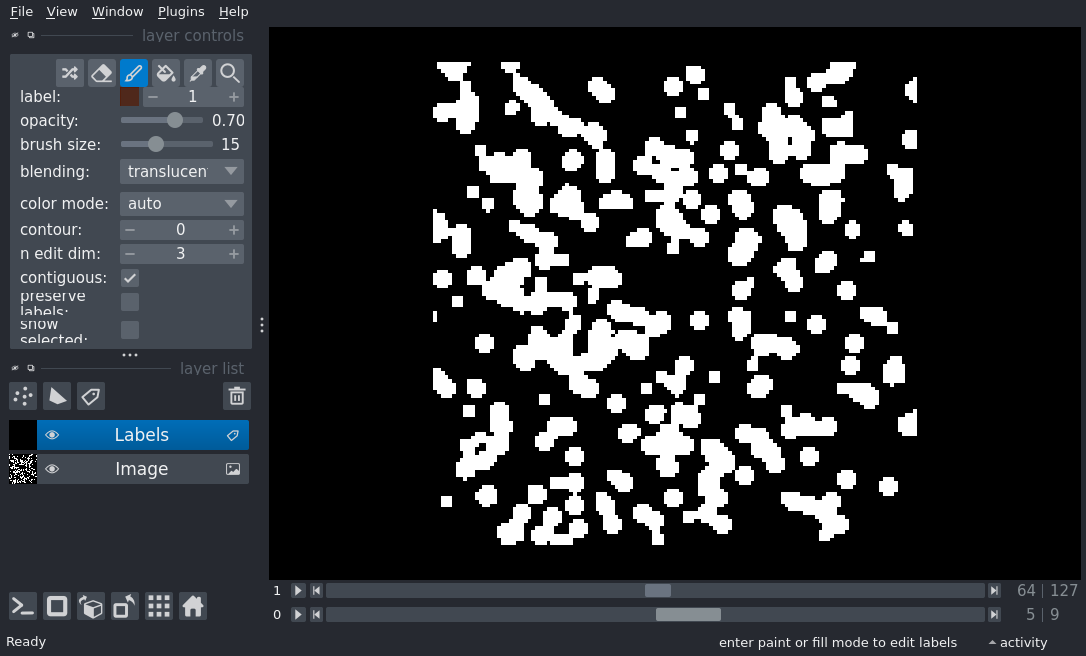 File View Window Plugins Help
layer controls
label: 1
opacity: 0.70
brush size: 15
blending: translucen
color mode: auto
contour: 0
n edit dim: 3
contiguous:
preserve
labels:
show
selected:
layer list
Labels
Image
1 64 | 127
0 5 | 9
Ready enter paint or fill mode to edit labels activity